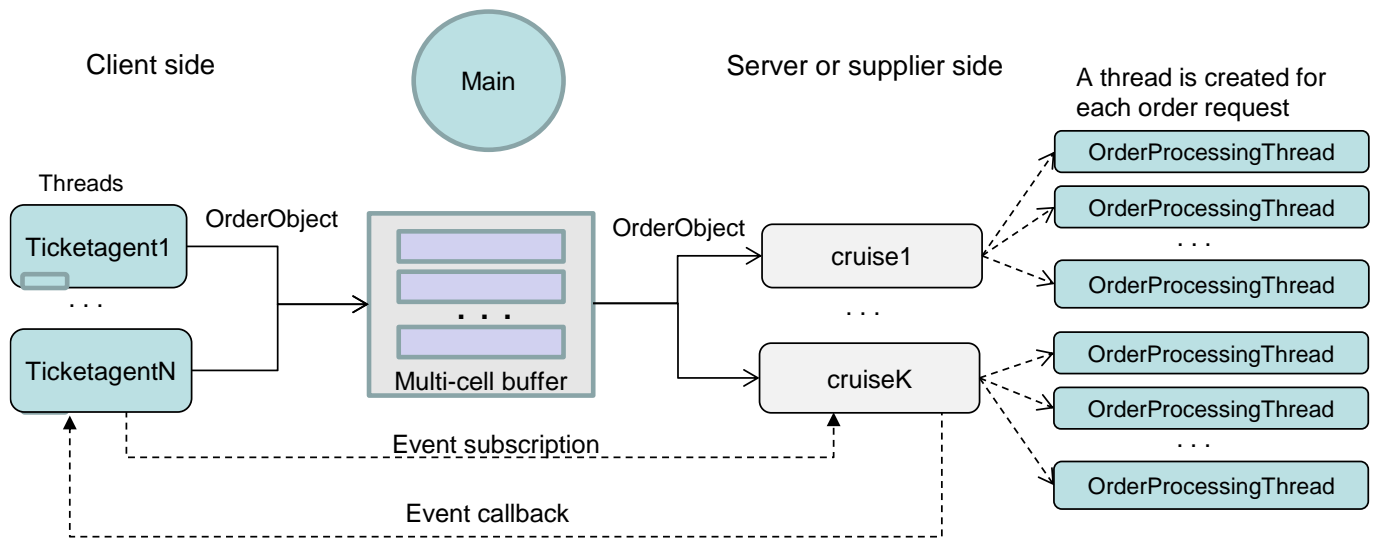 Client side
Main
Server or supplier side
A thread is created for
each order request
Threads
Ticketagent1
. . .
TicketagentN
OrderObject
. . .
Multi-cell buffer
OrderObject
cruise1
. . .
cruiseK
OrderProcessingThread
OrderProcessingThread
. . .
OrderProcessingThread
OrderProcessingThread
OrderProcessingThread
. . .
OrderProcessingThread
Event subscription
Event callback